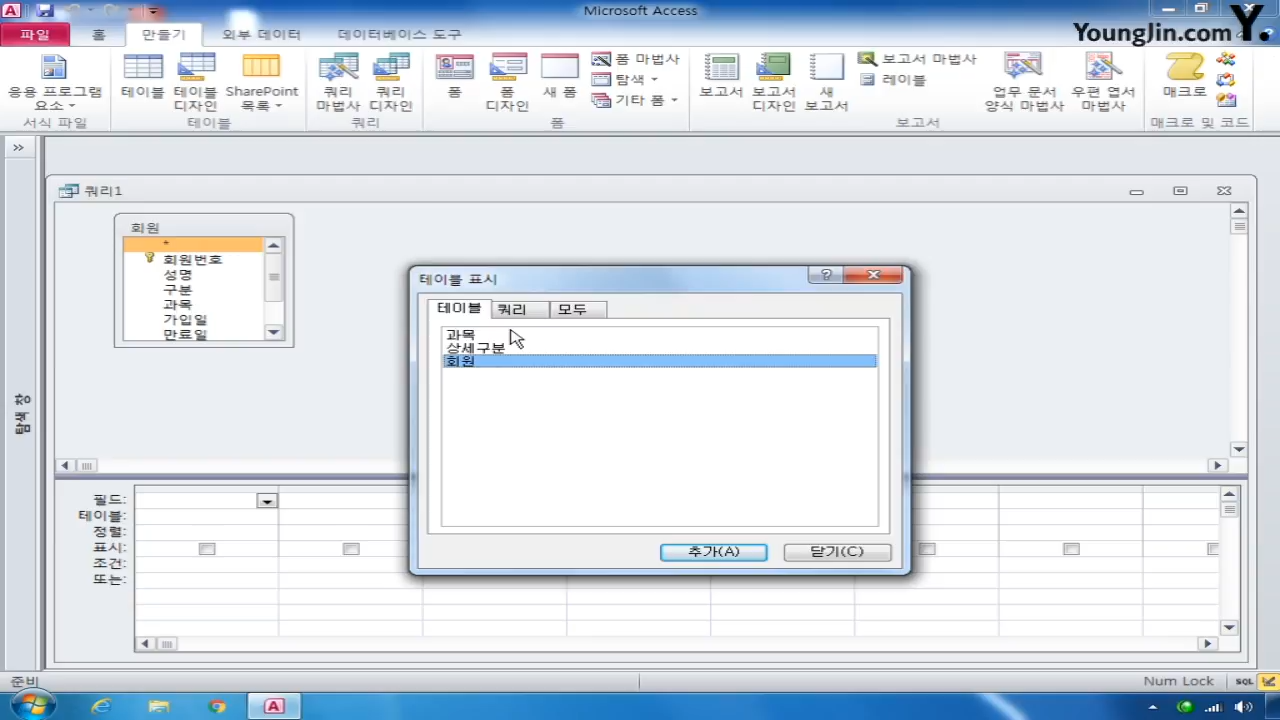 Microsoft Access
YoungJin.com Y.
파일 홈 만들기 외부 데이터 데이터베이스 도구
응용 프로그램 요소
서식 파일
테이블
테이블 디자인
SharePoint 목록
테이블
쿼리 마법사
쿼리 디자인
쿼리
폼
폼 디자인
새 폼
폼 마법사
탐색
기타 폼
폼
보고서
보고서 디자인
새 보고서
보고서 마법사
레이블
업무 문서 양식 마법사
우편 엽서 마법사
보고서
매크로
매크로 및 코드
쿼리1
회원
*
회원번호
성명
구분
과목
가입일
만료일
탐색 창
테이블 표시
테이블 쿼리 모두
과목
상세구분
회원
추가(A) 닫기(C)
필드:
테이블:
정렬:
표시:
조건:
또는:
준비
Num Lock
SQL